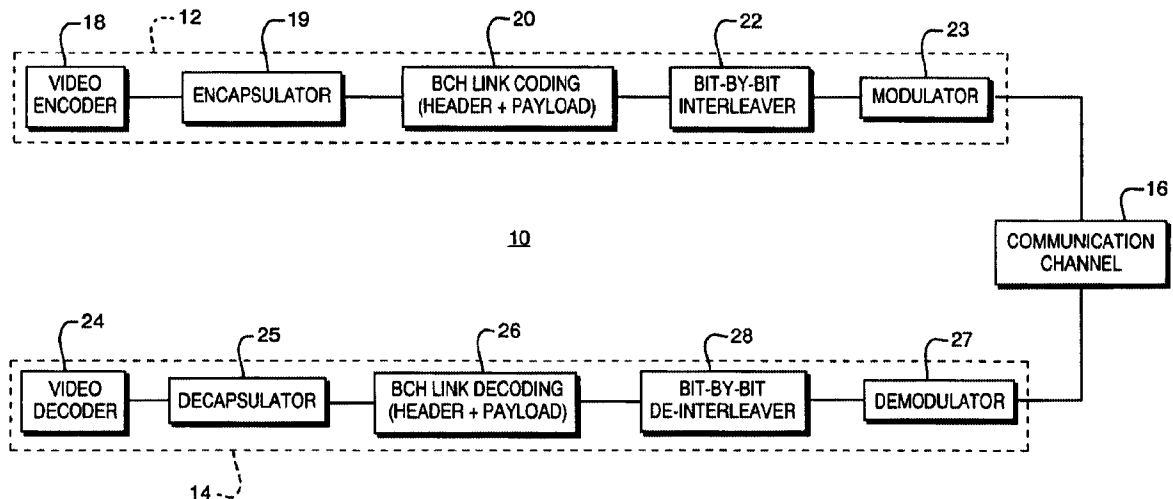 12
18
19
20
22
23
VIDEO
ENCODER
ENCAPSULATOR
BCH LINK CODING
(HEADER + PAYLOAD)
BIT-BY-BIT
INTERLEAVER
MODULATOR
16
COMMUNICATION
CHANNEL
10
24
25
26
28
27
VIDEO
DECODER
DECAPSULATOR
BCH LINK DECODING
(HEADER + PAYLOAD)
BIT-BY-BIT
DE-INTERLEAVER
DEMODULATOR
14